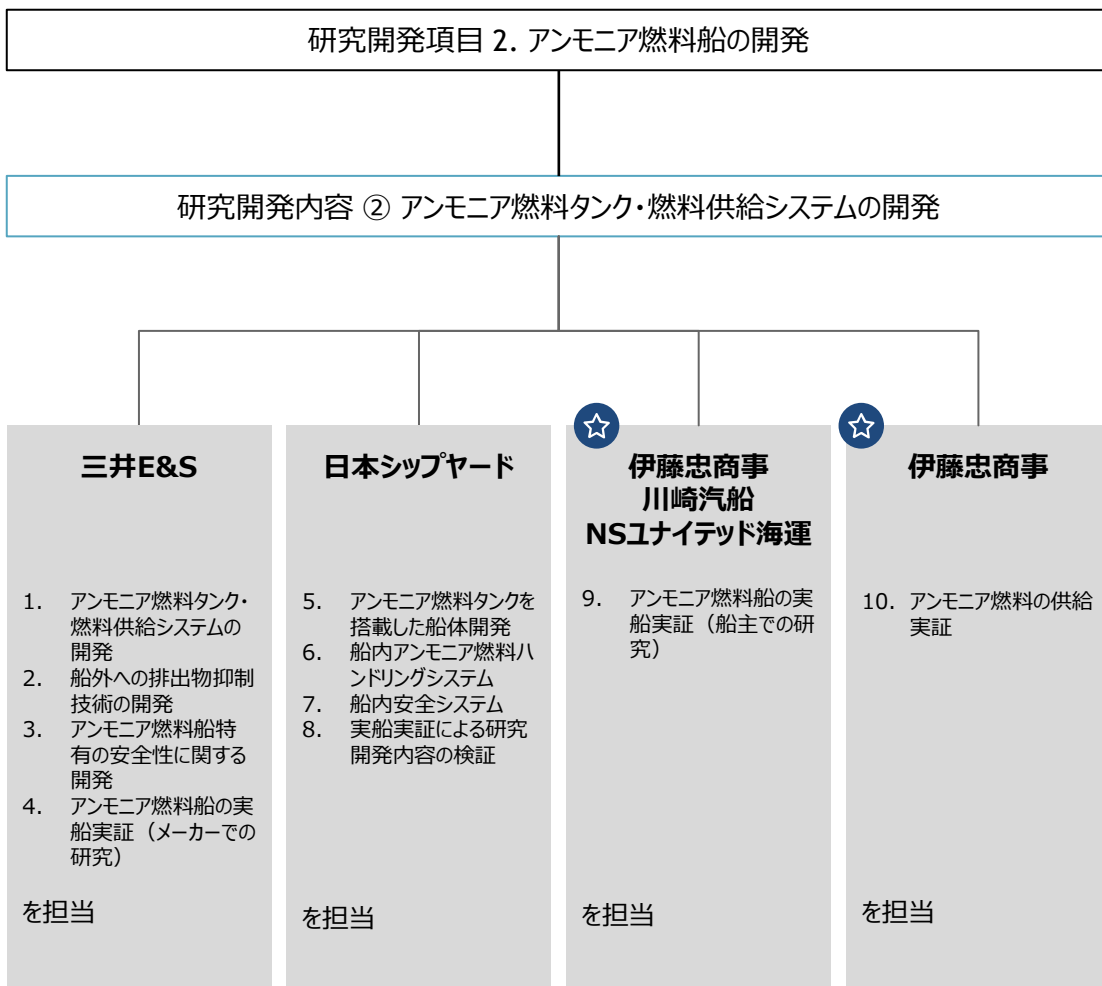 研究開発項目 2. アンモニア燃料船の開発
研究開発内容 ② アンモニア燃料タンク・燃料供給システムの開発
三井E&S
1. アンモニア燃料タンク・
燃料供給システムの
開発
2. 船外への排出物抑制
技術の開発
3. アンモニア燃料船特
有の安全性に関する
開発
4. アンモニア燃料船の実
船実証（メーカーでの
研究）
を担当
日本シップヤード
5. アンモニア燃料タンクを
搭載した船体開発
6. 船内アンモニア燃料ハ
ンドリングシステム
7. 船内安全システム
8. 実船実証による研究
開発内容の検証
を担当
伊藤忠商事
川崎汽船
NSユナイテッド海運
9. アンモニア燃料船の実
船実証（船主での研
究）
を担当
伊藤忠商事
10. アンモニア燃料の供給
実証
を担当